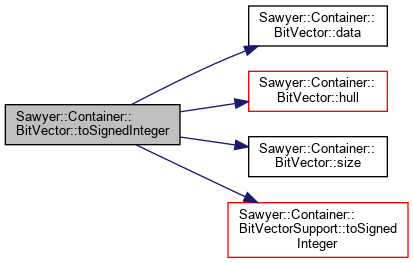 Sawyer::Container::
BitVector::toSignedInteger
Sawyer::Container::
BitVector::data
Sawyer::Container::
BitVector::hull
Sawyer::Container::
BitVector::size
Sawyer::Container::
BitVectorSupport::toSigned
Integer